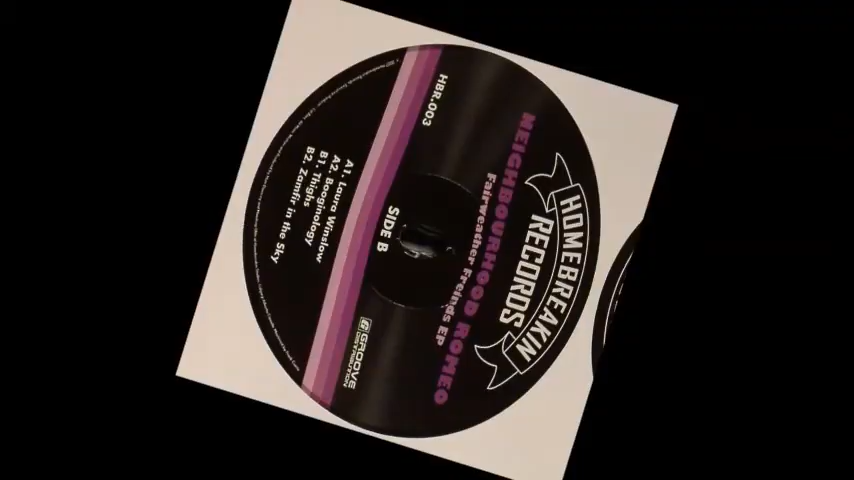 HOMEBREAKIN
RECORDS
NEIGHBOURHOOD ROMEO
Fairweather Freinds EP
HBR.003
SIDE B
GROOVE
DISTRIBUTION
A1. Laura Winslow
A2. Booginology
B1. Thighs
B2. Zamfir in the Sky